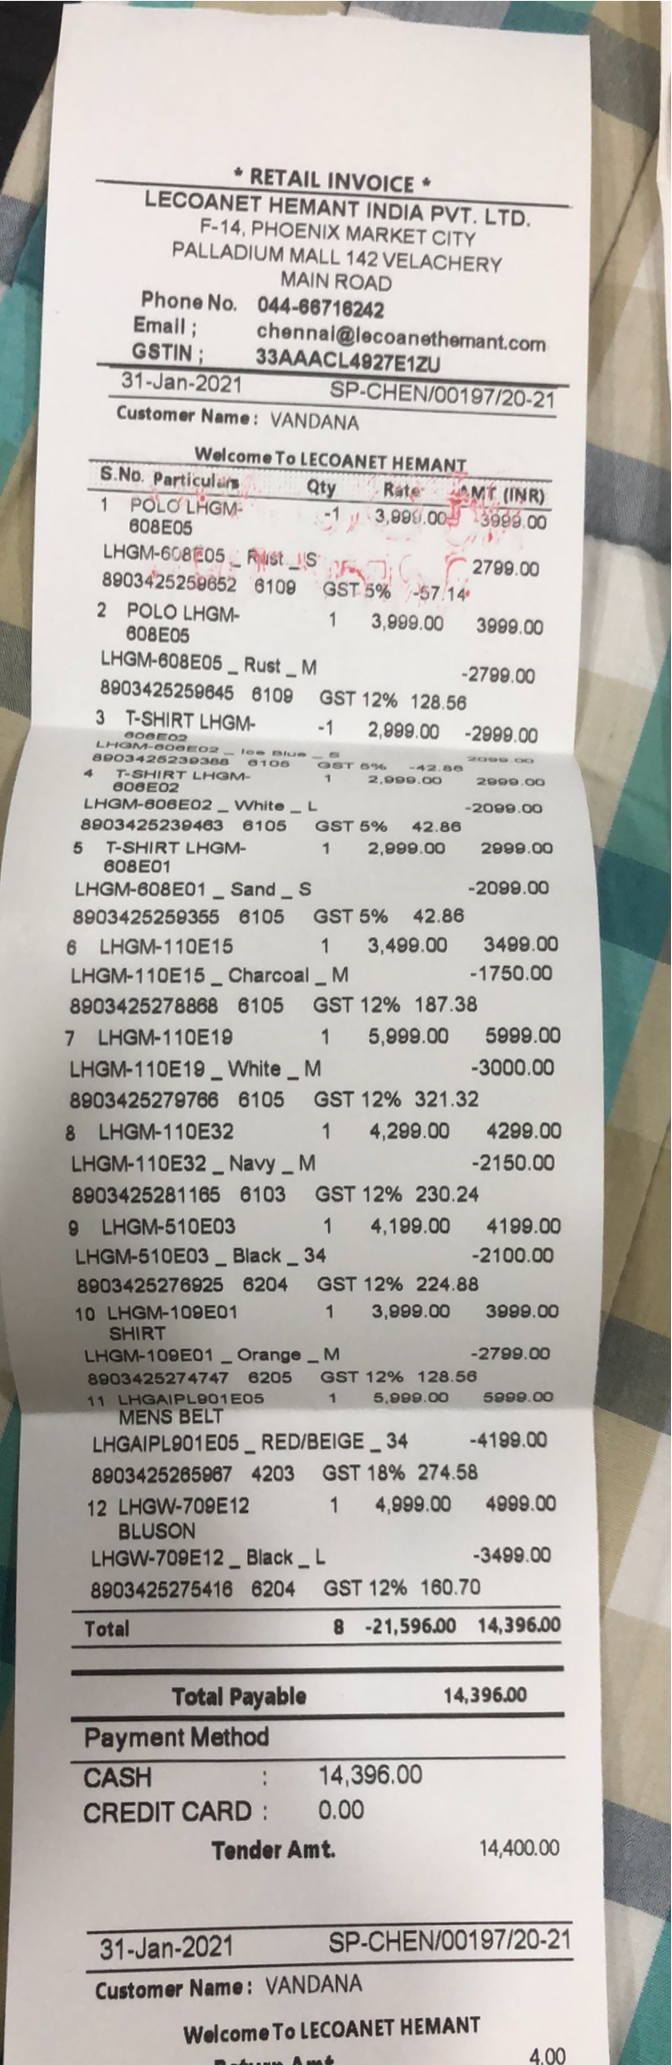 * RETAIL INVOICE *
LECOANET HEMANT INDIA PVT. LTD.
F-14, PHOENIX MARKET CITY
PALLADIUM MALL 142 VELACHERY
MAIN ROAD
Phone No. 044-66716242
Email ; chennai@lecoanethemant.com
GSTIN ; 33AAACL4927E1ZU
31-Jan-2021 SP-CHEN/00197/20-21
Customer Name : VANDANA
Welcome To LECOANET HEMANT
S.No. Particulars Qty Rate AMT (INR)
1 POLO LHGM- -1 3,999.00 -3999.00
608E05
LHGM-608E05 _ Rust _ S 2799.00
8903425259652 6109 GST 5% -57.14
2 POLO LHGM- 1 3,999.00 3999.00
608E05
LHGM-608E05 _ Rust _ M -2799.00
8903425259645 6109 GST 12% 128.56
3 T-SHIRT LHGM- -1 2,999.00 -2999.00
606E02
LHGM-606E02 _ Ice Blue _ S 2099.00
8903425239388 6105 GST 5% -42.86
4 T-SHIRT LHGM- 1 2,999.00 2999.00
606E02
LHGM-606E02 _ White _ L -2099.00
8903425239463 6105 GST 5% 42.86
5 T-SHIRT LHGM- 1 2,999.00 2999.00
608E01
LHGM-608E01 _ Sand _ S -2099.00
8903425259355 6105 GST 5% 42.86
6 LHGM-110E15 1 3,499.00 3499.00
LHGM-110E15 _ Charcoal _ M -1750.00
8903425278868 6105 GST 12% 187.38
7 LHGM-110E19 1 5,999.00 5999.00
LHGM-110E19 _ White _ M -3000.00
8903425279766 6105 GST 12% 321.32
8 LHGM-110E32 1 4,299.00 4299.00
LHGM-110E32 _ Navy _ M -2150.00
8903425281165 6103 GST 12% 230.24
9 LHGM-510E03 1 4,199.00 4199.00
LHGM-510E03 _ Black _ 34 -2100.00
8903425276925 6204 GST 12% 224.88
10 LHGM-109E01 1 3,999.00 3999.00
SHIRT
LHGM-109E01 _ Orange _ M -2799.00
8903425274747 6205 GST 12% 128.56
11 LHGAIPL901E05 1 5,999.00 5999.00
MENS BELT
LHGAIPL901E05 _ RED/BEIGE _ 34 -4199.00
8903425265967 4203 GST 18% 274.58
12 LHGW-709E12 1 4,999.00 4999.00
BLUSON
LHGW-709E12 _ Black _ L -3499.00
8903425275416 6204 GST 12% 160.70
Total 8 -21,596.00 14,396.00
Total Payable 14,396.00
Payment Method
CASH : 14,396.00
CREDIT CARD : 0.00
Tender Amt. 14,400.00
31-Jan-2021 SP-CHEN/00197/20-21
Customer Name : VANDANA
Welcome To LECOANET HEMANT
Return Amt. 4.00